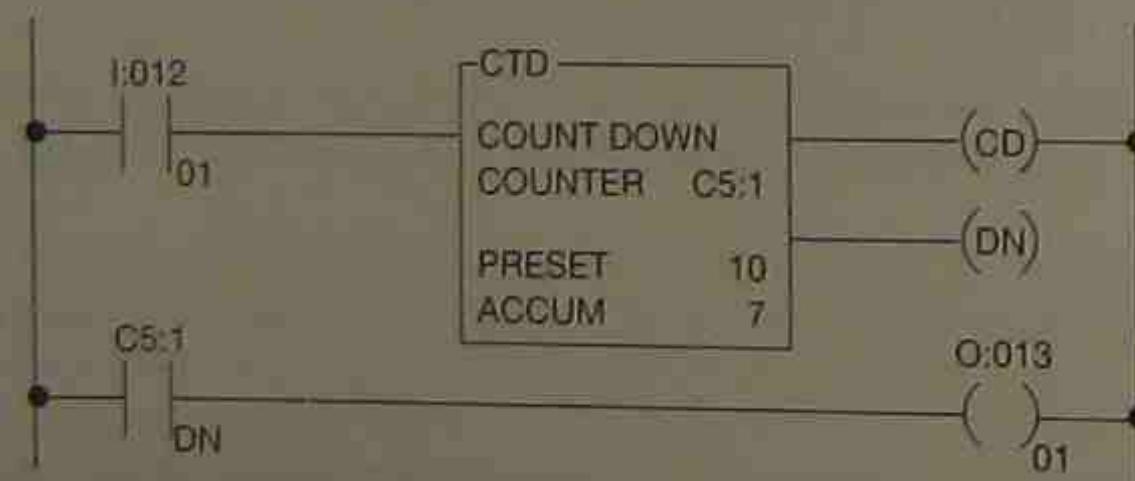 I:012
01
CTD
COUNT DOWN
COUNTER C5:1
PRESET 10
ACCUM 7
(CD)
(DN)
C5:1
DN
O:013
01